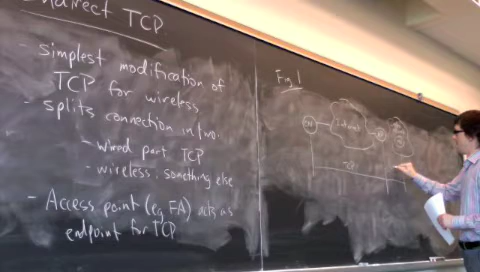 Indirect TCP
- simplest modification of
TCP for wireless
- splits connection in two
- wired part TCP
- wireless: something else
- Access point (eg FA) acts as
endpoint for TCP
Fig 1
Internet
TCP